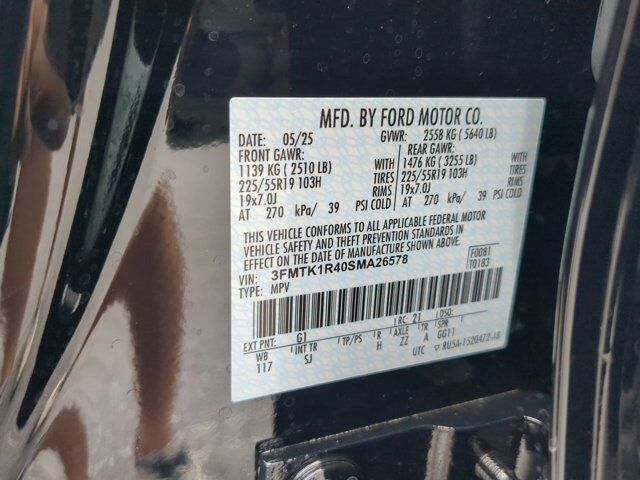 MFD. BY FORD MOTOR CO.
DATE: 05/25 GVWR: 2558 KG (5640 LB)
FRONT GAWR: REAR GAWR:
1139 KG (2510 LB) WITH 1476 KG (3255 LB) WITH
225/55R19 103H TIRES 225/55R19 103H TIRES
19x7.0J RIMS 19x7.0J RIMS
AT 270 kPa/ 39 PSI COLD AT 270 kPa/ 39 PSI COLD
THIS VEHICLE CONFORMS TO ALL APPLICABLE FEDERAL MOTOR
VEHICLE SAFETY AND THEFT PREVENTION STANDARDS IN
EFFECT ON THE DATE OF MANUFACTURE SHOWN ABOVE.
VIN: 3FMTK1R40SMA26578 F0081
TYPE: MPV T0183
EXT PNT: G1 RC: 21 DSO:
WB INT TR TP/PS R AXLE TR SPR
117 SJ H ZZ A GG11
UTC RU5A-1520472-AB